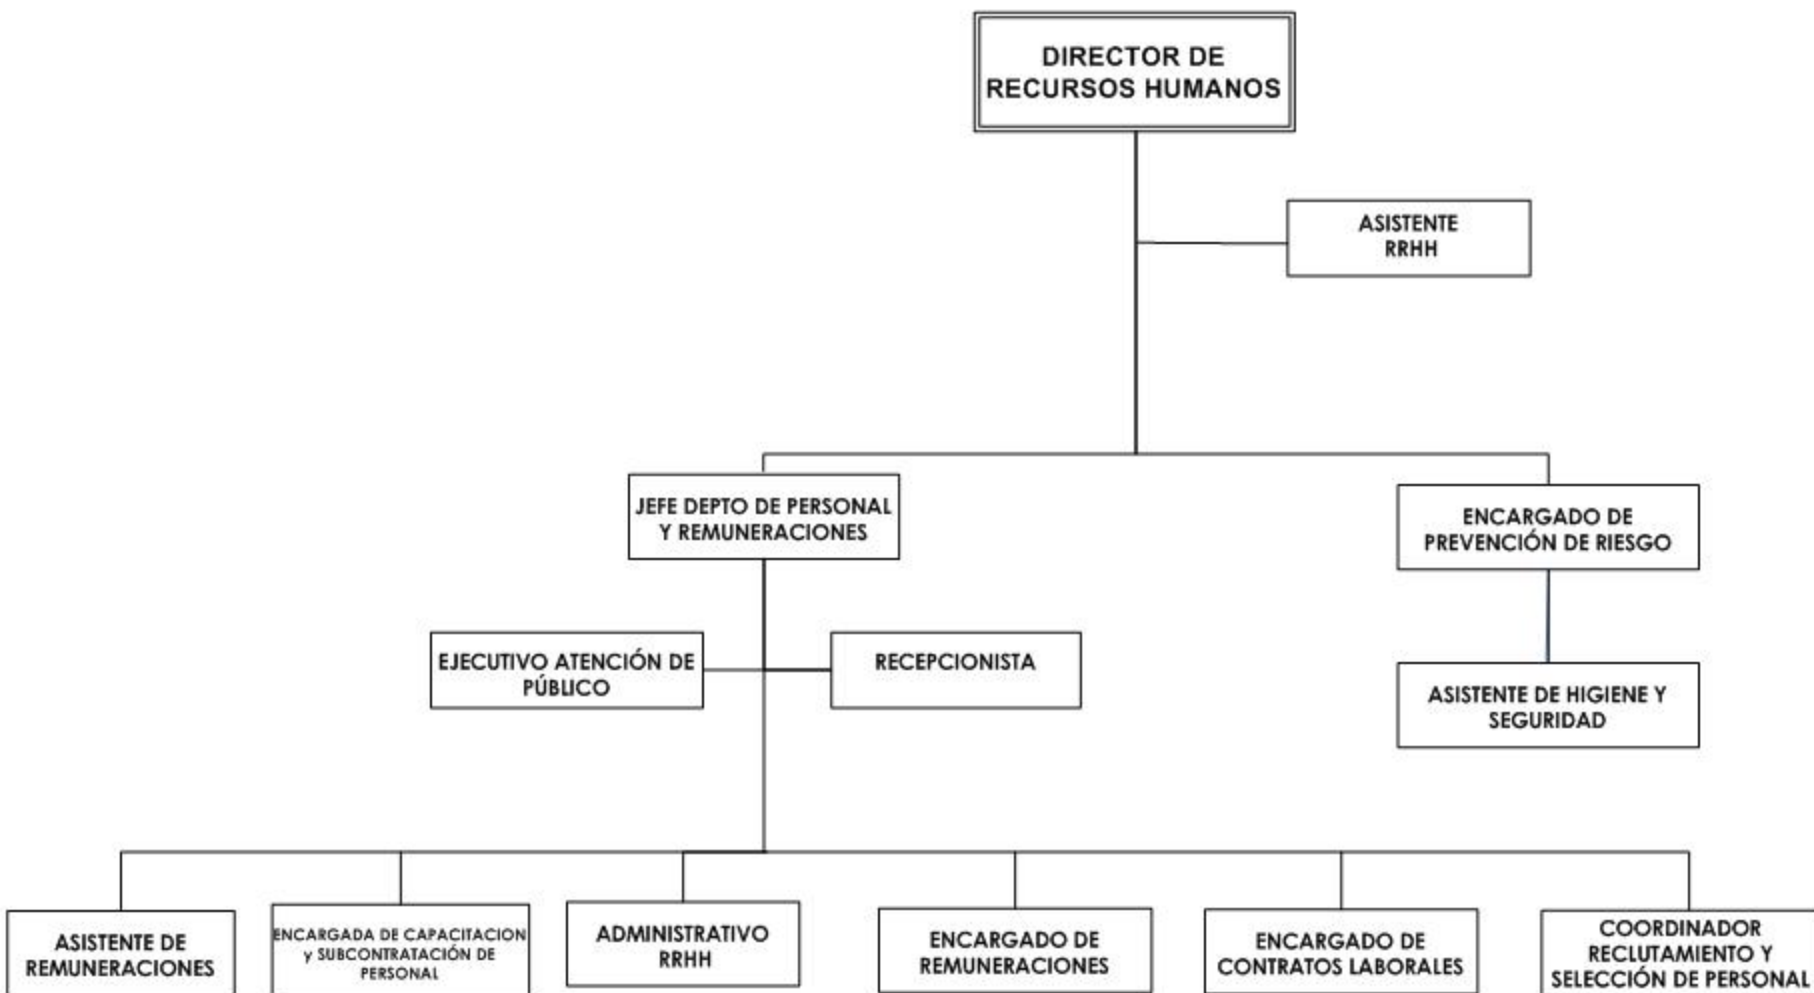 DIRECTOR DE
RECURSOS HUMANOS
ASISTENTE
RRHH
JEFE DEPTO DE PERSONAL
Y REMUNERACIONES
ENCARGADO DE
PREVENCIÓN DE RIESGO
EJECUTIVO ATENCIÓN DE
PÚBLICO
RECEPCIONISTA
ASISTENTE DE HIGIENE Y
SEGURIDAD
ASISTENTE DE
REMUNERACIONES
ENCARGADA DE CAPACITACION
y SUBCONTRATACIÓN DE
PERSONAL
ADMINISTRATIVO
RRHH
ENCARGADO DE
REMUNERACIONES
ENCARGADO DE
CONTRATOS LABORALES
COORDINADOR
RECLUTAMIENTO Y
SELECCIÓN DE PERSONAL